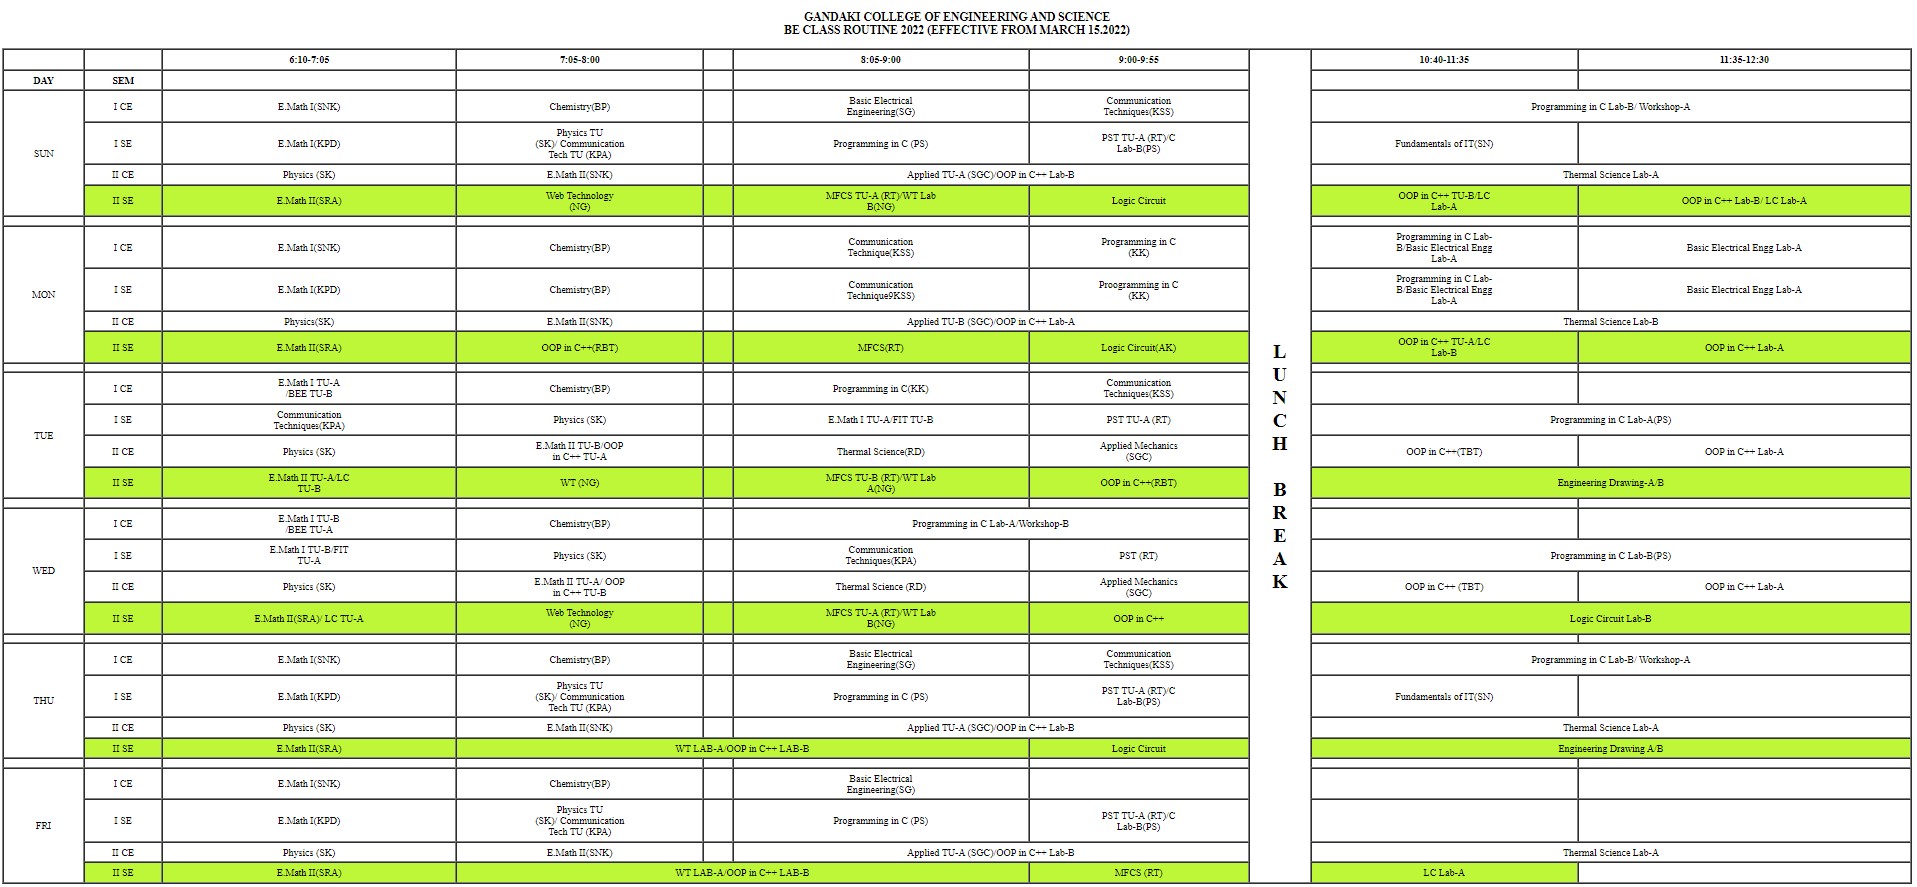 GANDAKI COLLEGE OF ENGINEERING AND SCIENCE
BE CLASS ROUTINE 2022 (EFFECTIVE FROM MARCH 15.2022)
6:10-7:05 7:05-8:00 8:05-9:00 9:00-9:55 10:40-11:35 11:35-12:30
DAY SEM
LUNCH BREAK
SUN
I CE
E.Math I(SNK)
Chemistry(BP)
Basic Electrical
Engineering(SG)
Communication
Techniques(KSS)
Programming in C Lab-B/ Workshop-A
I SE
E.Math I(KPD)
Physics TU
(SK)/ Communication
Tech TU (KPA)
Programming in C (PS)
PST TU-A (RT)/C
Lab-B(PS)
Fundamentals of IT(SN)
II CE
Physics (SK)
E.Math II(SNK)
Applied TU-A (SGC)/OOP in C++ Lab-B
Thermal Science Lab-A
II SE
E.Math II(SRA)
Web Technology
(NG)
MFCS TU-A (RT)/WT Lab
B(NG)
Logic Circuit
OOP in C++ TU-B/LC
Lab-A
OOP in C++ Lab-B/ LC Lab-A
MON
I CE
E.Math I(SNK)
Chemistry(BP)
Communication
Technique(KSS)
Programming in C
(KK)
Programming in C Lab-
B/Basic Electrical Engg
Lab-A
Basic Electrical Engg Lab-A
I SE
E.Math I(KPD)
Chemistry(BP)
Communication
Technique9KSS)
Proogramming in C
(KK)
Programming in C Lab-
B/Basic Electrical Engg
Lab-A
Basic Electrical Engg Lab-A
II CE
Physics(SK)
E.Math II(SNK)
Applied TU-B (SGC)/OOP in C++ Lab-A
Thermal Science Lab-B
II SE
E.Math II(SRA)
OOP in C++(RBT)
MFCS(RT)
Logic Circuit(AK)
OOP in C++ TU-A/LC
Lab-B
OOP in C++ Lab-A
TUE
I CE
E.Math I TU-A
/BEE TU-B
Chemistry(BP)
Programming in C(KK)
Communication
Techniques(KSS)
I SE
Communication
Techniques(KPA)
Physics (SK)
E.Math I TU-A/FIT TU-B
PST TU-A (RT)
Programming in C Lab-A(PS)
II CE
Physics (SK)
E.Math II TU-B/OOP
in C++ TU-A
Thermal Science(RD)
Applied Mechanics
(SGC)
OOP in C++(TBT)
OOP in C++ Lab-A
II SE
E.Math II TU-A/LC
TU-B
WT (NG)
MFCS TU-B (RT)/WT Lab
A(NG)
OOP in C++(RBT)
Engineering Drawing-A/B
WED
I CE
E.Math I TU-B
/BEE TU-A
Chemistry(BP)
Programming in C Lab-A/Workshop-B
I SE
E.Math I TU-B/FIT
TU-A
Physics (SK)
Communication
Techniques(KPA)
PST (RT)
Programming in C Lab-B(PS)
II CE
Physics (SK)
E.Math II TU-A/ OOP
in C++ TU-B
Thermal Science (RD)
Applied Mechanics
(SGC)
OOP in C++ (TBT)
OOP in C++ Lab-A
II SE
E.Math II(SRA)/ LC TU-A
Web Technology
(NG)
MFCS TU-A (RT)/WT Lab
B(NG)
OOP in C++
Logic Circuit Lab-B
THU
I CE
E.Math I(SNK)
Chemistry(BP)
Basic Electrical
Engineering(SG)
Communication
Techniques(KSS)
Programming in C Lab-B/ Workshop-A
I SE
E.Math I(KPD)
Physics TU
(SK)/ Communication
Tech TU (KPA)
Programming in C (PS)
PST TU-A (RT)/C
Lab-B(PS)
Fundamentals of IT(SN)
II CE
Physics (SK)
E.Math II(SNK)
Applied TU-A (SGC)/OOP in C++ Lab-B
Thermal Science Lab-A
II SE
E.Math II(SRA)
WT LAB-A/OOP in C++ LAB-B
Logic Circuit
Engineering Drawing A/B
FRI
I CE
E.Math I(SNK)
Chemistry(BP)
Basic Electrical
Engineering(SG)
I SE
E.Math I(KPD)
Physics TU
(SK)/ Communication
Tech TU (KPA)
Programming in C (PS)
PST TU-A (RT)/C
Lab-B(PS)
II CE
Physics (SK)
E.Math II(SNK)
Applied TU-A (SGC)/OOP in C++ Lab-B
Thermal Science Lab-A
II SE
E.Math II(SRA)
WT LAB-A/OOP in C++ LAB-B
MFCS (RT)
LC Lab-A